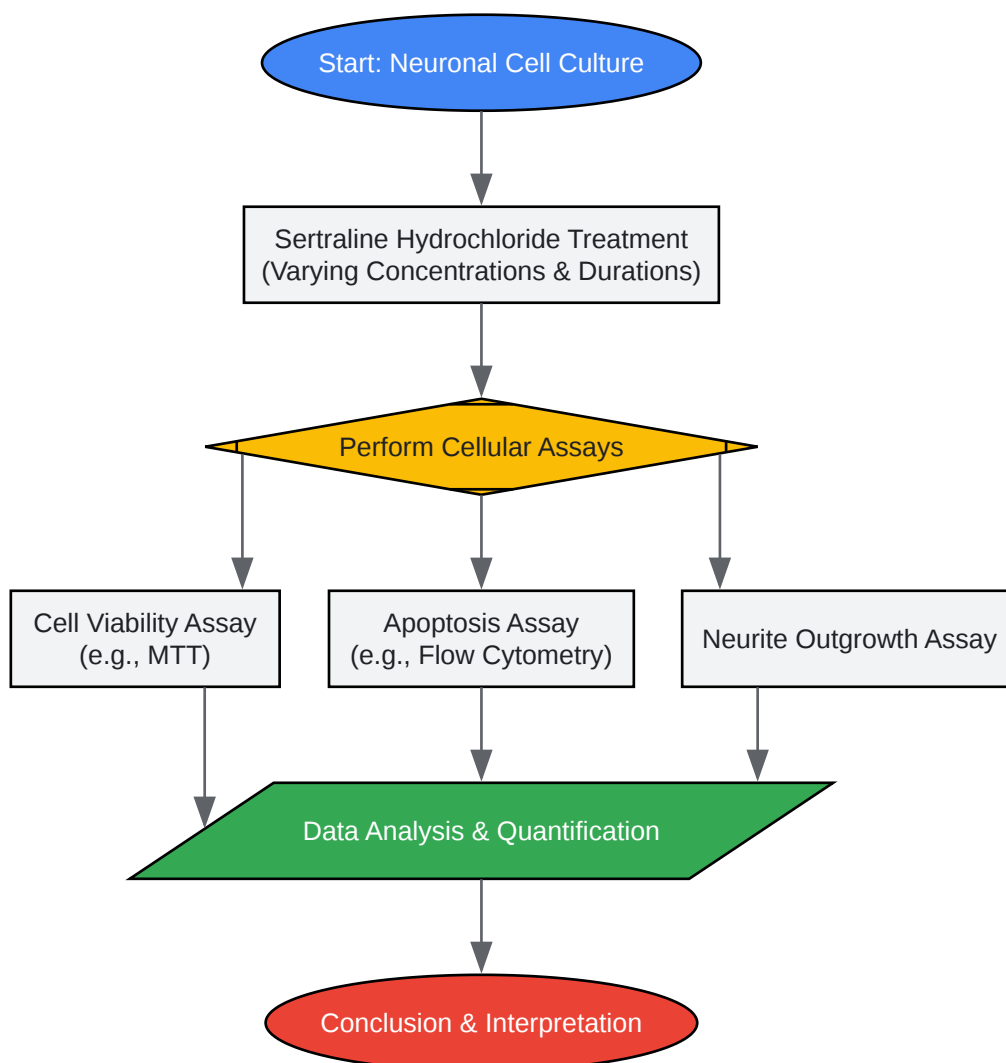 Start: Neuronal Cell Culture
Sertraline Hydrochloride Treatment
(Varying Concentrations & Durations)
Perform Cellular Assays
Cell Viability Assay
(e.g., MTT)
Apoptosis Assay
(e.g., Flow Cytometry)
Neurite Outgrowth Assay
Data Analysis & Quantification
Conclusion & Interpretation